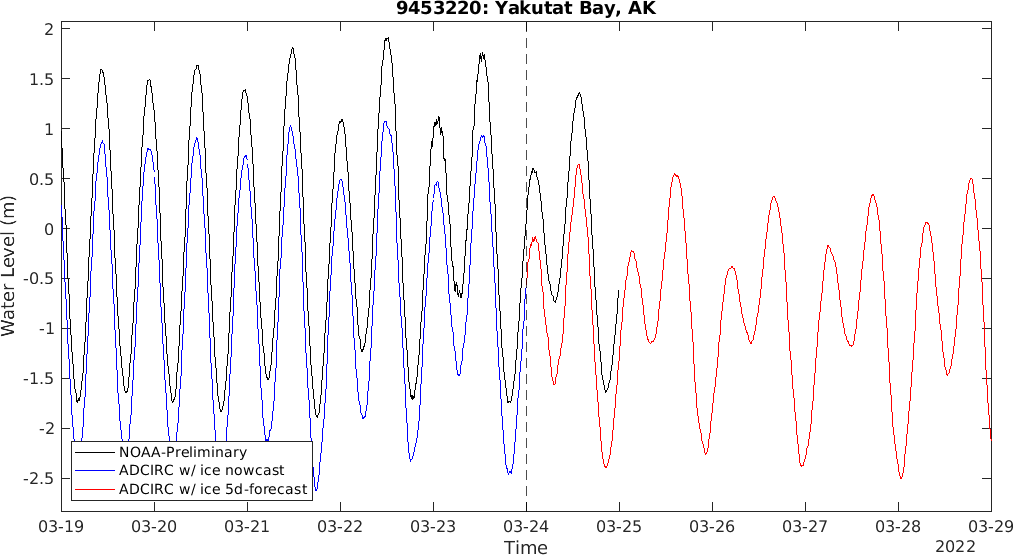 9453220: Yakutat Bay, AK
Water Level (m)
2
1.5
1
0.5
0
-0.5
-1
-1.5
-2
-2.5
NOAA-Preliminary
ADCIRC w/ ice nowcast
ADCIRC w/ ice 5d-forecast
03-19 03-20 03-21 03-22 03-23 03-24 03-25 03-26 03-27 03-28 03-29
Time
2022